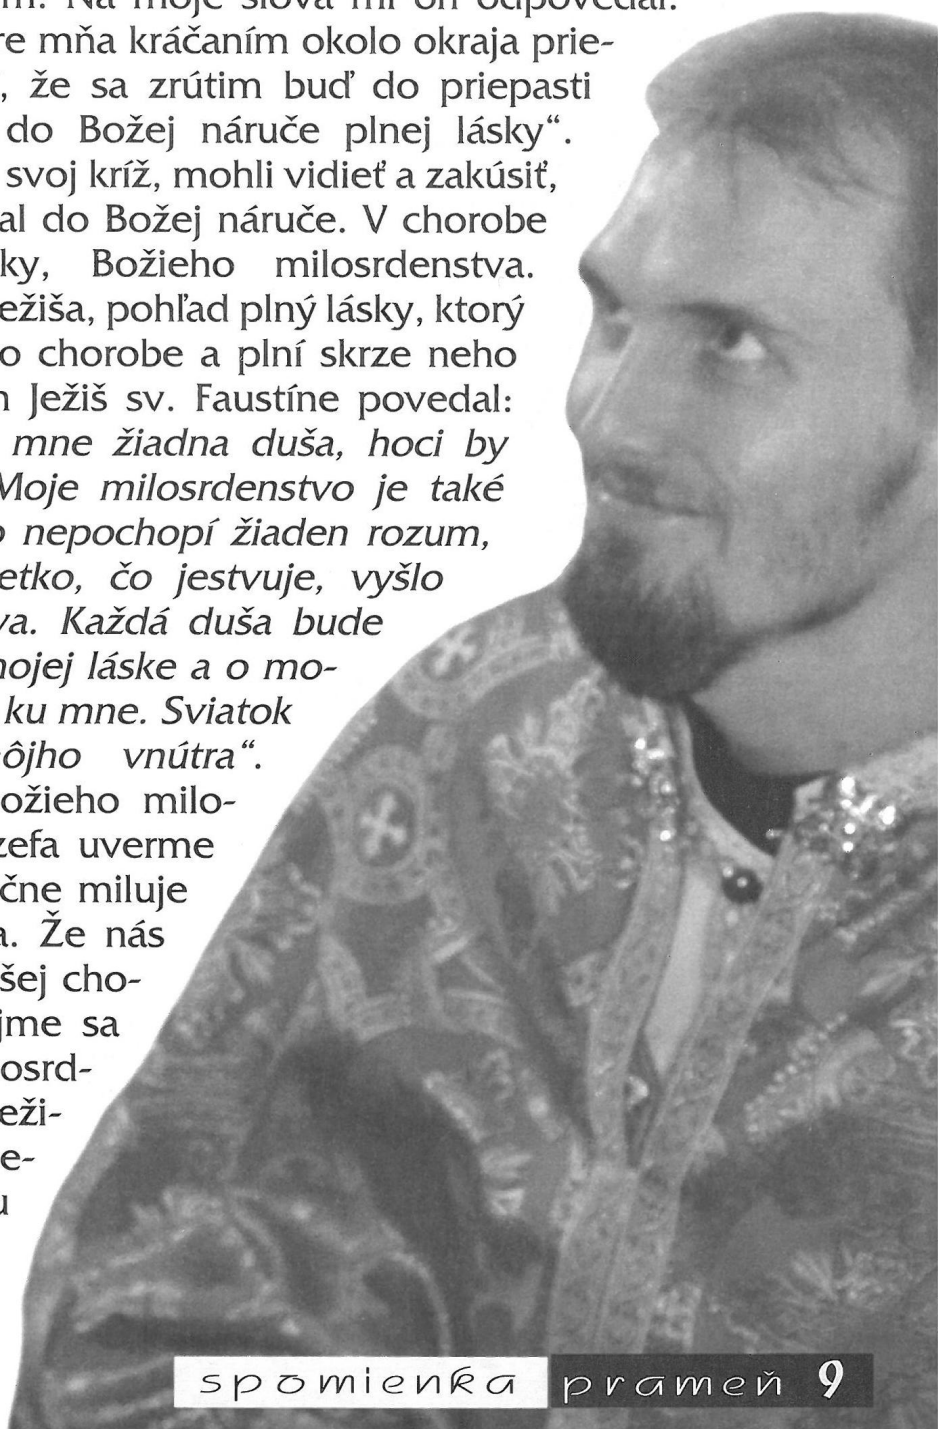 Na moje slova mi on odpovedal:
re mňa kráčaním okolo okraja prie-
, že sa zrútim buď do priepasti
do Božej náruče plnej lásky“.
svoj kríž, mohli vidieť a zakúsiť,
al do Božej náruče. V chorobe
ky, Božieho milosrdenstva.
ežiša, pohľad plný lásky, ktorý
o chorobe a plní skrze neho
Ježiš sv. Faustíne povedal:
mne žiadna duša, hoci by
Moje milosrdenstvo je také
nepochopí žiaden rozum,
etko, čo jestvuje, vyšlo
va. Každá duša bude
mojej láske a o mo-
ku mne. Sviatok
ôjho vnútra“.
ožieho milo-
zefa uverme
čne miluje
a. Že nás
šej cho-
jme sa
osrd-
eži-
e-
u
spomienka prameň 9